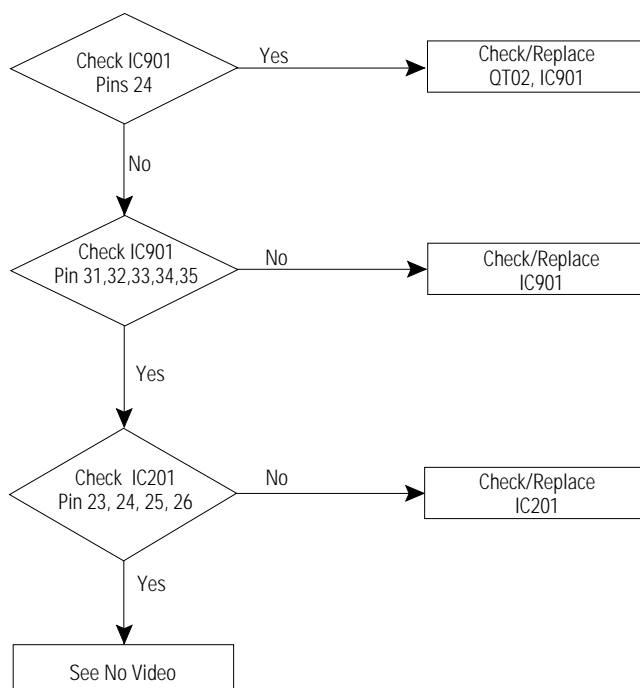 Check IC901
Pins 24
Yes
Check/Replace
QT02, IC901
No
Check IC901
Pin 31,32,33,34,35
No
Check/Replace
IC901
Yes
Check IC201
Pin 23, 24, 25, 26
No
Check/Replace
IC201
Yes
See No Video